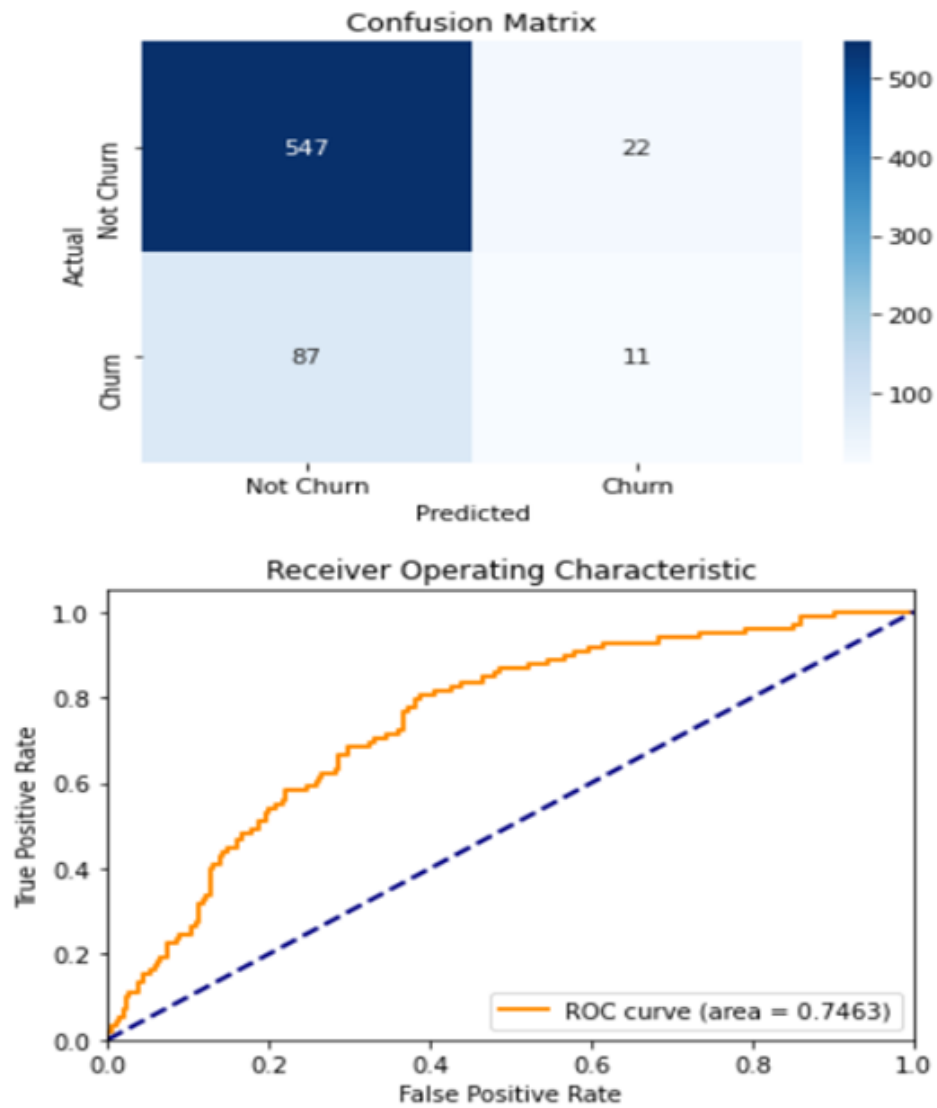 Confusion Matrix
Not Churn
Churn
Actual
547
22
87
11
Not Churn
Churn
Predicted
500
400
300
200
100
Receiver Operating Characteristic
True Positive Rate
1.0
0.8
0.6
0.4
0.2
0.0
ROC curve (area = 0.7463)
0.0
0.2
0.4
0.6
0.8
1.0
False Positive Rate